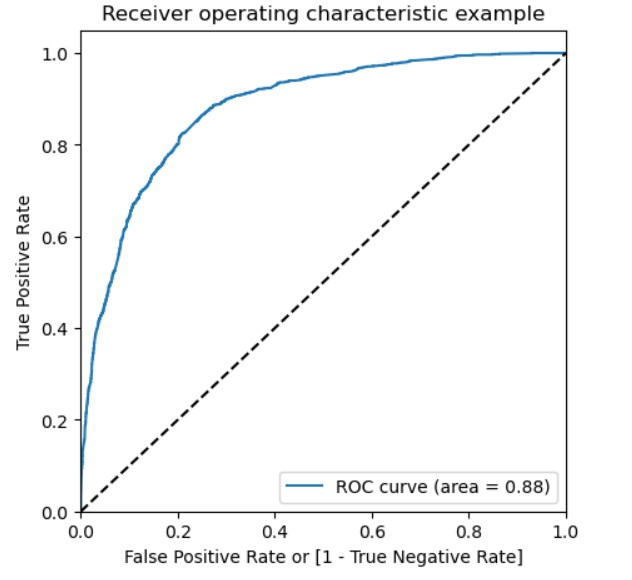 Receiver operating characteristic example
1.0
0.8
0.6
0.4
0.2
0.0
True Positive Rate
ROC curve (area = 0.88)
0.0 0.2 0.4 0.6 0.8 1.0
False Positive Rate or [1 - True Negative Rate]